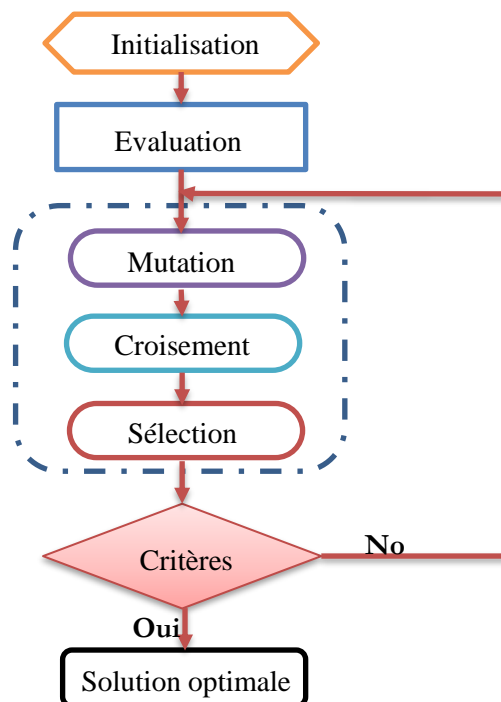 Initialisation
Evaluation
Mutation
Croisement
Sélection
Critères
No
Oui
Solution optimale